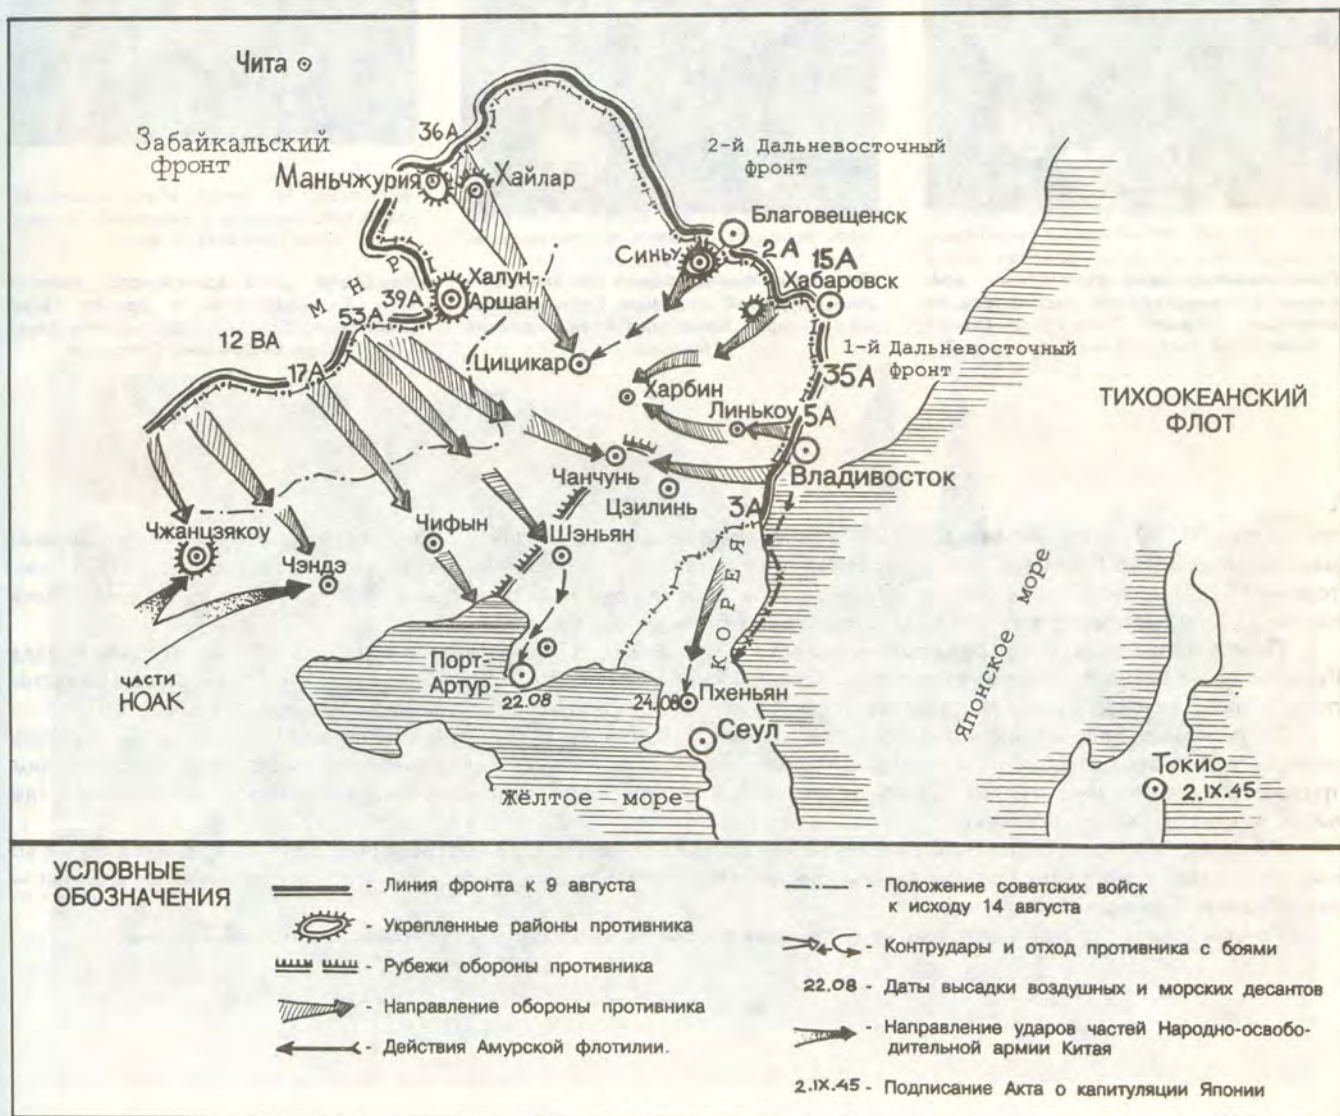 Чита
Забайкальский
фронт
36А
2-й Дальневосточный
фронт
Маньчжурия
Хайлар
Благовещенск
Синьу
2А
15А
Хабаровск
Халун-
Аршан
М Н Р
39А
53А
12 ВА
17А
Цицикар
1-й Дальневосточный
фронт
35А
Харбин
Линькоу
5А
ТИХООКЕАНСКИЙ
ФЛОТ
Владивосток
Чанчунь
Цзилинь
3А
Чжанцзякоу
Чифын
Шэньян
Чэндэ
КОРЕЯ
Японское море
ЧАСТИ
НОАК
Порт-
Артур
22.08
24.08
Пхеньян
Сеул
Жёлтое море
Токио
2.IX.45
УСЛОВНЫЕ
ОБОЗНАЧЕНИЯ
- Линия фронта к 9 августа
- Укрепленные районы противника
- Рубежи обороны противника
- Направление обороны противника
- Действия Амурской флотилии.
- Положение советских войск
к исходу 14 августа
- Контрудары и отход противника с боями
22.08 - Даты высадки воздушных и морских десантов
- Направление ударов частей Народно-освобо-
дительной армии Китая
2.IX.45 - Подписание Акта о капитуляции Японии